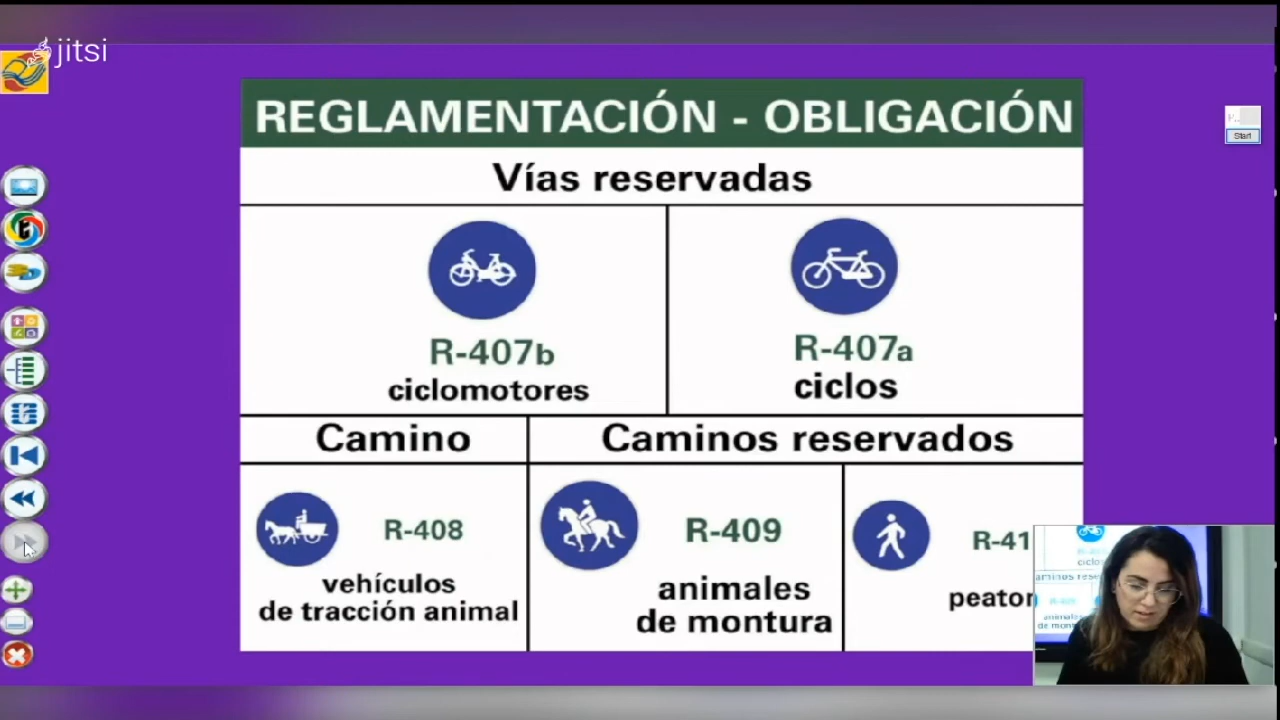 jitsi
REGLAMENTACIÓN - OBLIGACIÓN
Vías reservadas
R-407b
ciclomotores
R-407a
ciclos
Camino
Caminos reservados
R-408
vehículos
de tracción animal
R-409
animales
de montura
R-41
peaton
Start
animales